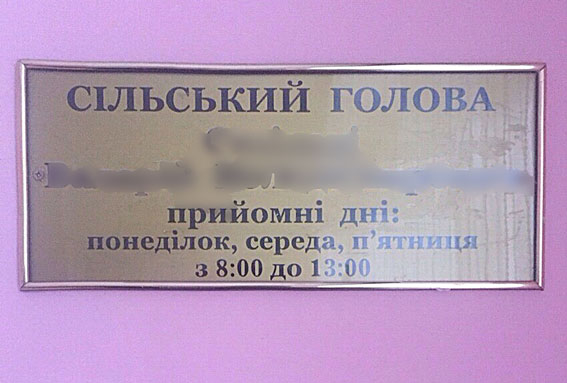 СІЛЬСЬКИЙ ГОЛОВА
прийомні дні:
понеділок, середа, п'ятниця
з 8:00 до 13:00